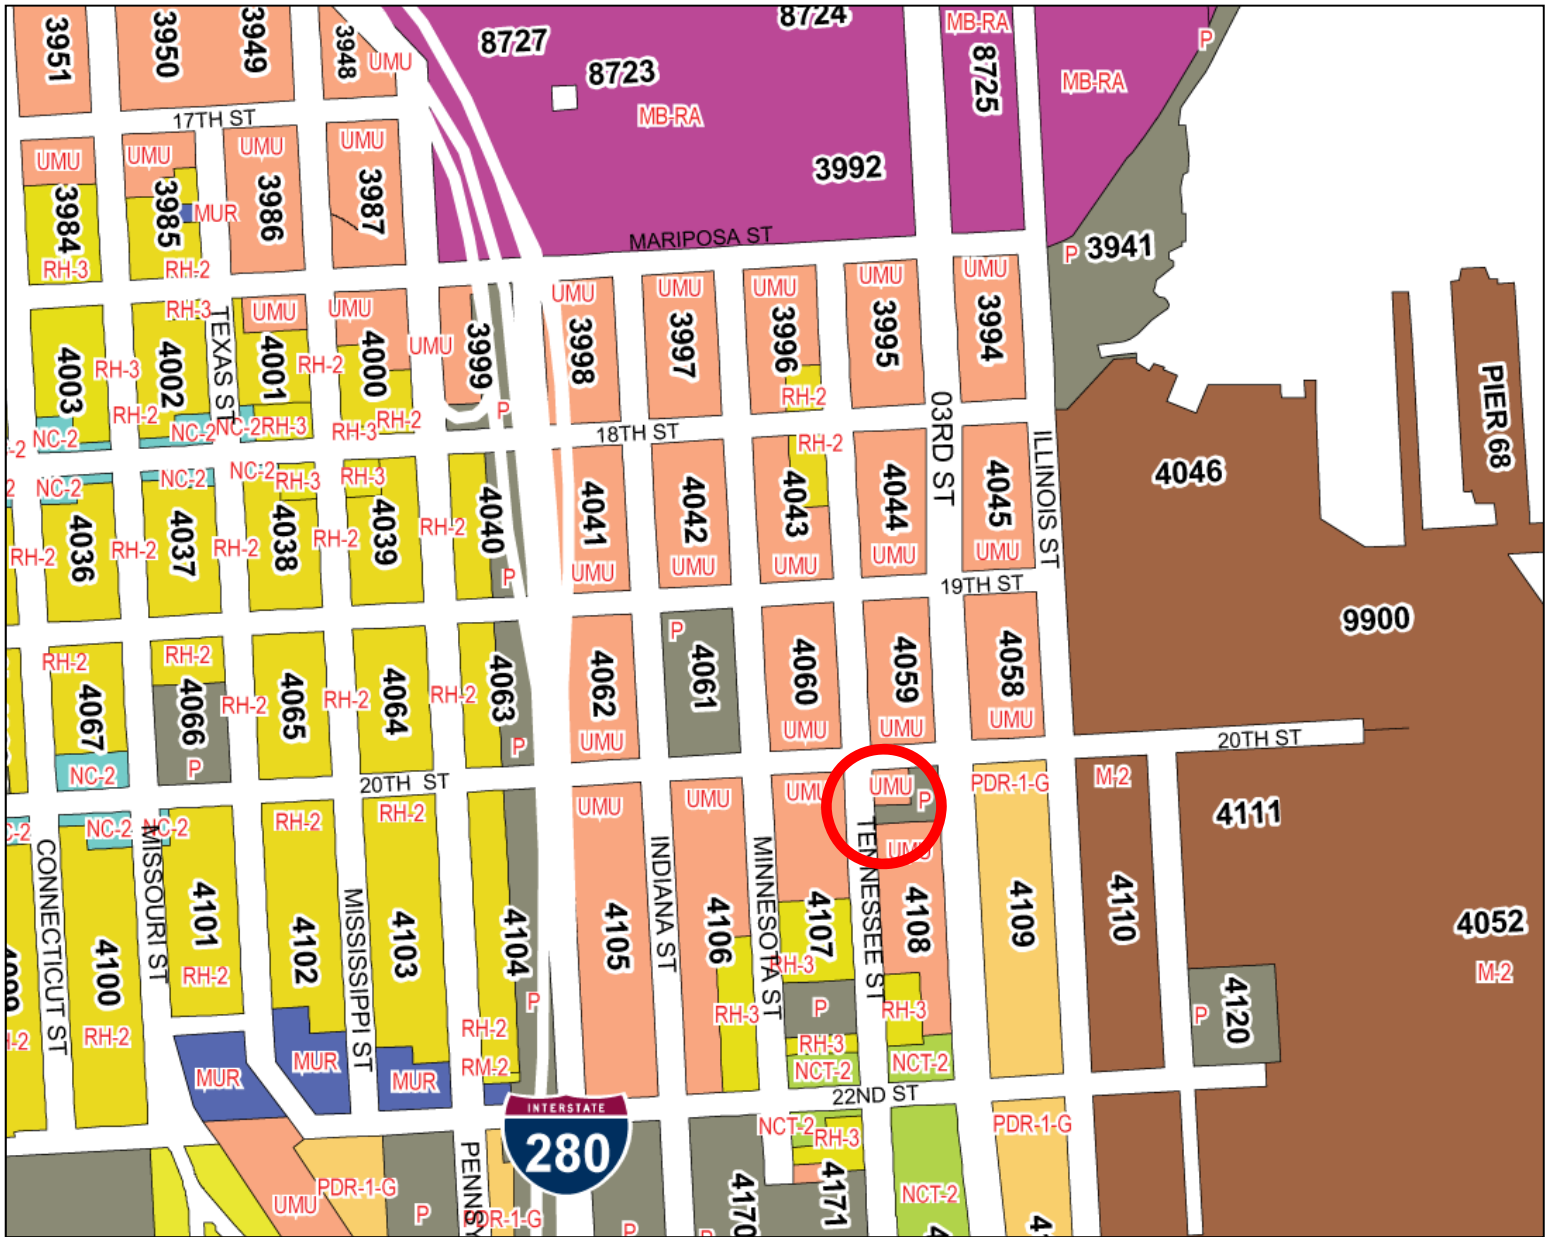 3951
3950
3949
3948
UMU
8727
8723
MB-RA
8724
MB-RA
8725
MB-RA
P
17TH ST
3992
UMU
3984
RH-3
UMU
3985
MUR
RH-2
UMU
3986
UMU
3987
MARIPOSA ST
P
3941
4003
NC-2
RH-3
RH-2
RH-3
4002
NC-2
TEXAS ST
UMU
4001
NC-2
RH-3
RH-2
UMU
4000
RH-3
RH-2
UMU
3999
P
UMU
3998
UMU
3997
UMU
3996
RH-2
UMU
3995
UMU
3994
18TH ST
03RD ST
ILLINOIS ST
PIER 68
4046
NC-2
4036
RH-2
RH-2
NC-2
4037
RH-2
NC-2
RH-3
4038
RH-2
RH-3
4039
RH-2
4040
P
4041
UMU
4042
UMU
RH-2
4043
UMU
4044
UMU
4045
UMU
19TH ST
9900
RH-2
4067
NC-2
RH-2
4066
P
RH-2
4065
RH-2
4064
RH-2
4063
P
4062
UMU
P
4061
4060
UMU
4059
UMU
4058
UMU
20TH ST
20TH ST
CONNECTICUT ST
NC-2
4100
RH-2
MISSOURI ST
NC-2
4101
RH-2
RH-2
4102
MUR
MISSISSIPPI ST
RH-2
4103
MUR
4104
P
RH-2
RM-2
UMU
4105
INDIANA ST
UMU
4106
RH-3
MINNESOTA ST
UMU
4107
RH-3
P
RH-3
NCT-2
TENNESSEE ST
UMU
P
UMU
4108
RH-3
NCT-2
PDR-1-G
4109
M-2
4110
4111
4052
M-2
P
4120
MUR
22ND ST
INTERSTATE
280
UMU
PDR-1-G
P
PENNSY
PDR-1-G
P
P
4170
NCT-2
RH-3
4171
NCT-2
PDR-1-G